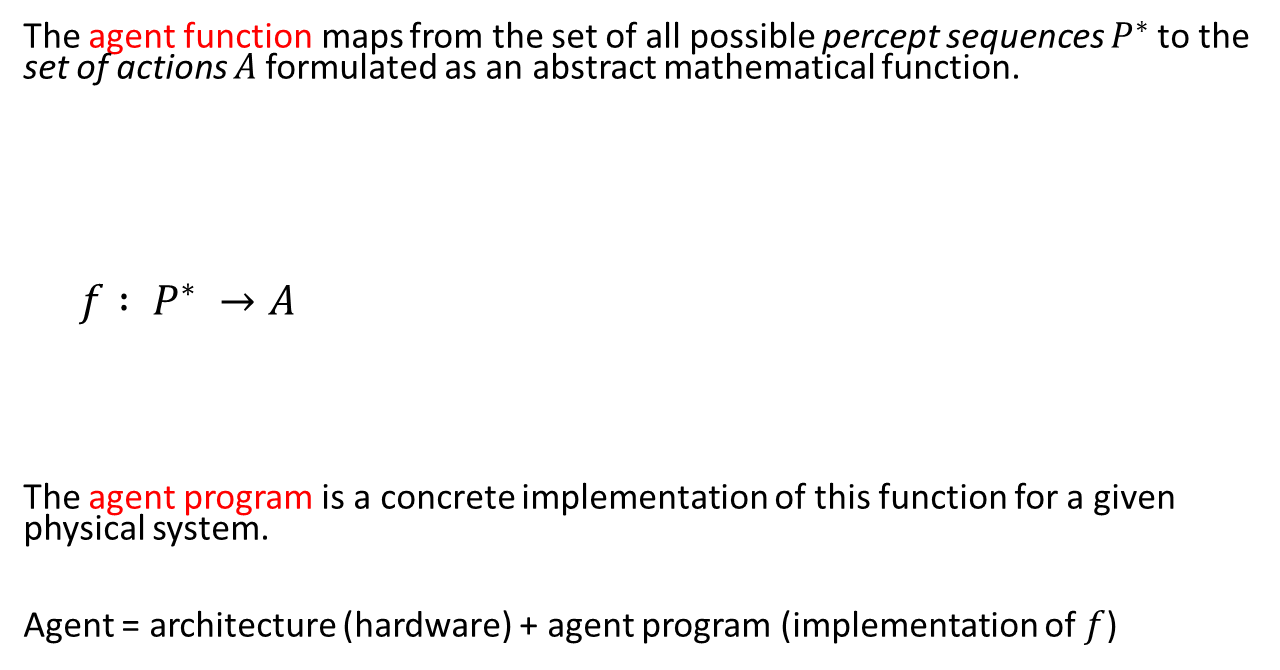 The agent function maps from the set of all possible percept sequences P* to the
set of actions A formulated as an abstract mathematical function.
f : P* → A
The agent program is a concrete implementation of this function for a given
physical system.
Agent = architecture (hardware) + agent program (implementation of f)